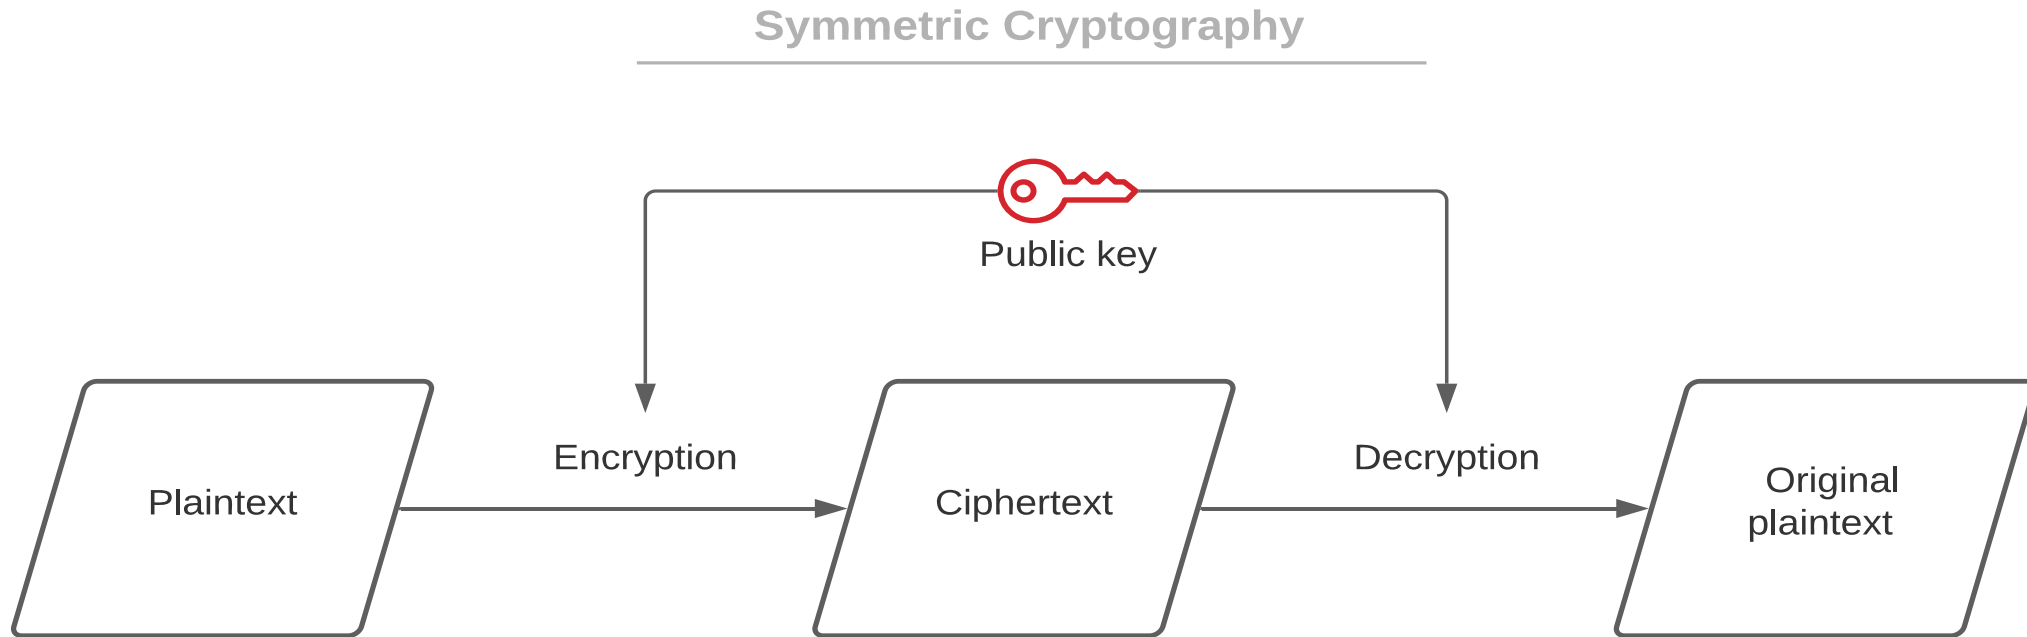 Symmetric Cryptography
Public key
Encryption
Decryption
Plaintext
Ciphertext
Original
plaintext